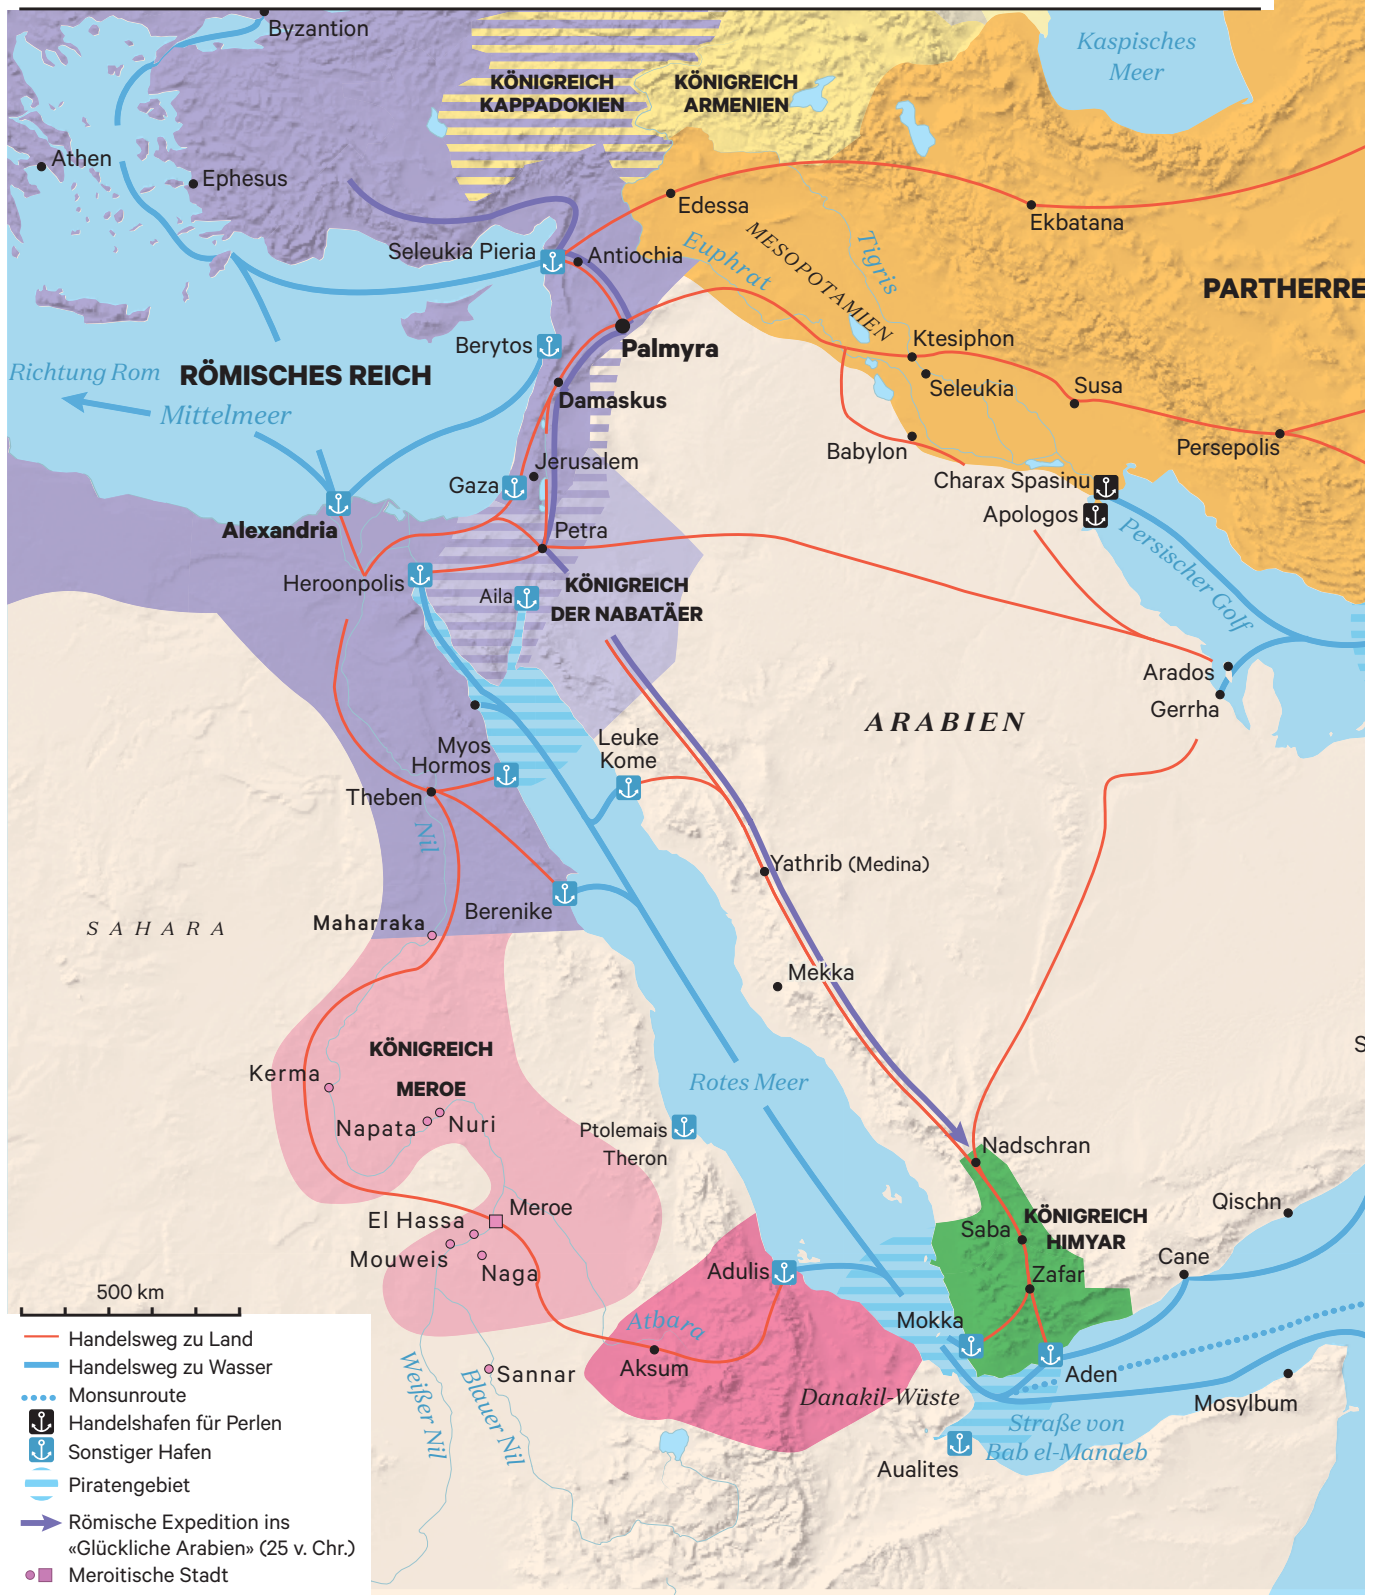 Byzantion
Kaspisches
Meer
KÖNIGREICH
KAPPADOKIEN
KÖNIGREICH
ARMENIEN
Athen
Ephesus
Edessa
Ekbatana
Euphrat
MESOPOTAMIEN
Tigris
Seleukia Pieria
Antiochia
PARTHERRE
Berytos
Palmyra
Ktesiphon
Seleukia
Susa
Richtung Rom
RÖMISCHES REICH
Mittelmeer
Damaskus
Babylon
Persepolis
Jerusalem
Gaza
Charax Spasinu
Apologos
Alexandria
Petra
Persischer Golf
Heroonpolis
Aila
KÖNIGREICH
DER NABATÄER
Arados
Gerrha
ARABIEN
Myos
Hormos
Leuke
Kome
Theben
Nil
Yathrib (Medina)
Berenike
SAHARA
Maharraka
Mekka
KÖNIGREICH
MEROE
Kerma
Napata
Nuri
Rotes Meer
S
Ptolemais
Theron
Nadschran
Meroe
El Hassa
Mouweis
Naga
Saba
KÖNIGREICH
HIMYAR
Qischn
Cane
Zafar
Adulis
Mokka
Aden
Atbara
Aksum
Sannar
Weißer Nil
Blauer Nil
Danakil-Wüste
Mosylbum
Straße von
Bab el-Mandeb
Aualites
500 km
Handelsweg zu Land
Handelsweg zu Wasser
Monsunroute
Handelshafen für Perlen
Sonstiger Hafen
Piratengebiet
Römische Expedition ins
«Glückliche Arabien» (25 v. Chr.)
Meroitische Stadt